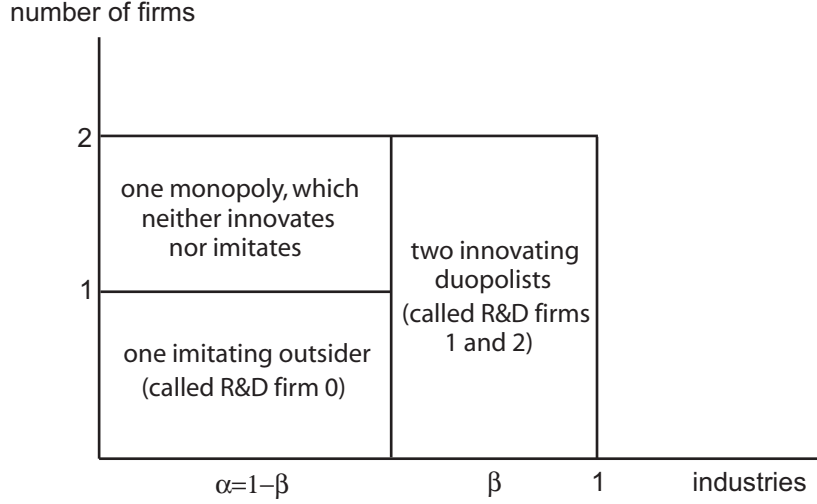 number of firms
2
one monopoly, which
neither innovates
nor imitates
two innovating
duopolists
(called R&D firms
1 and 2)
1
one imitating outsider
(called R&D firm 0)
α=1−β
β
1
industries